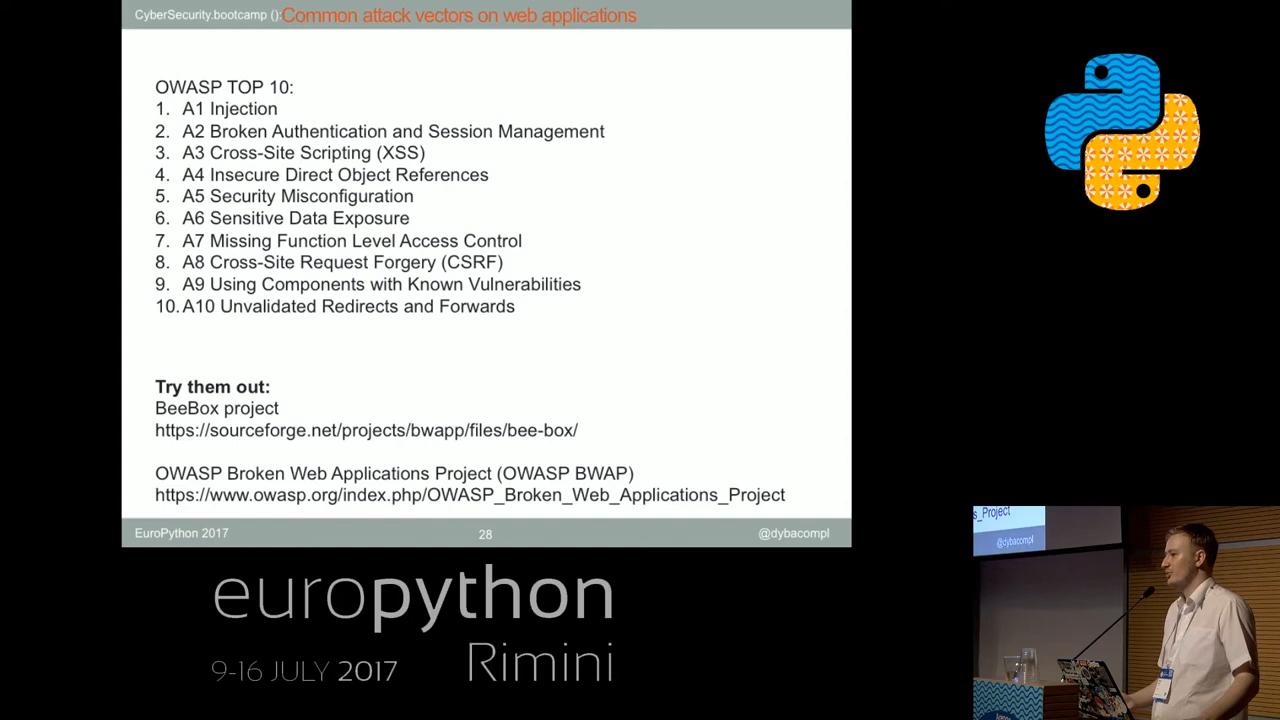 CyberSecurity.bootcamp (): Common attack vectors on web applications
OWASP TOP 10:
1. A1 Injection
2. A2 Broken Authentication and Session Management
3. A3 Cross-Site Scripting (XSS)
4. A4 Insecure Direct Object References
5. A5 Security Misconfiguration
6. A6 Sensitive Data Exposure
7. A7 Missing Function Level Access Control
8. A8 Cross-Site Request Forgery (CSRF)
9. A9 Using Components with Known Vulnerabilities
10. A10 Unvalidated Redirects and Forwards
Try them out:
BeeBox project
https://sourceforge.net/projects/bwapp/files/bee-box/
OWASP Broken Web Applications Project (OWASP BWAP)
https://www.owasp.org/index.php/OWASP_Broken_Web_Applications_Project
EuroPython 2017
28
@dybacompl
europython
Rimini
9-16 JULY 2017
s_Project
@dybacompl